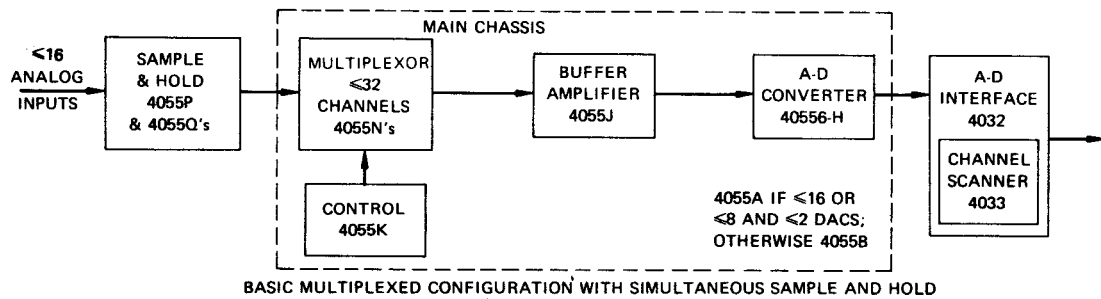 MAIN CHASSIS
≤16
ANALOG
INPUTS
SAMPLE
& HOLD
4055P
& 4055Q's
MULTIPLEXOR
≤32
CHANNELS
4055N's
BUFFER
AMPLIFIER
4055J
A-D
CONVERTER
40556-H
A-D
INTERFACE
4032
CHANNEL
SCANNER
4033
CONTROL
4055K
4055A IF ≤16 OR
≤8 AND ≤2 DACS;
OTHERWISE 4055B
BASIC MULTIPLEXED CONFIGURATION WITH SIMULTANEOUS SAMPLE AND HOLD